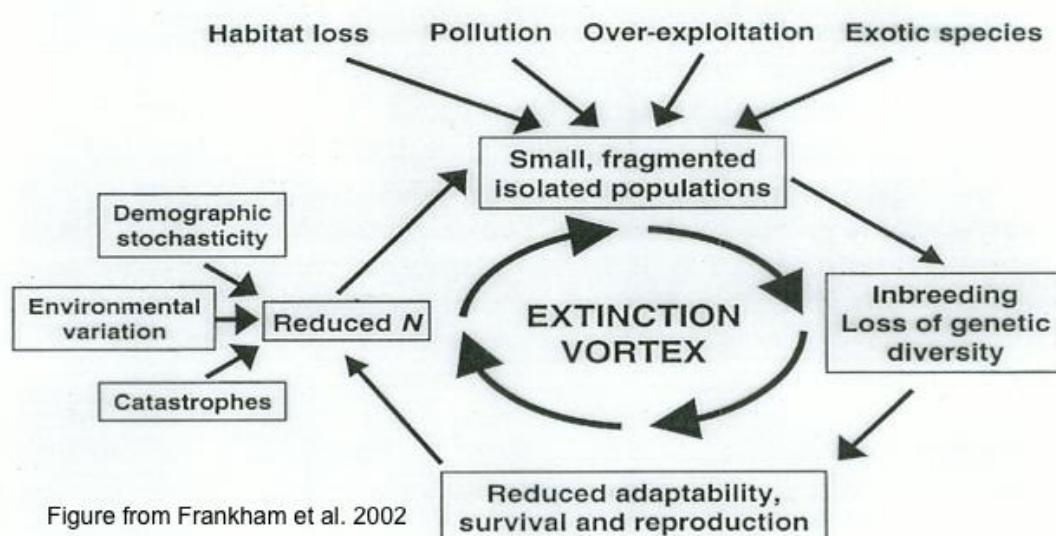 Habitat loss Pollution Over-exploitation Exotic species
Small, fragmented
isolated populations
Demographic
stochasticity
Environmental
variation
Catastrophes
Reduced N
EXTINCTION
VORTEX
Inbreeding
Loss of genetic
diversity
Reduced adaptability,
survival and reproduction
Figure from Frankham et al. 2002